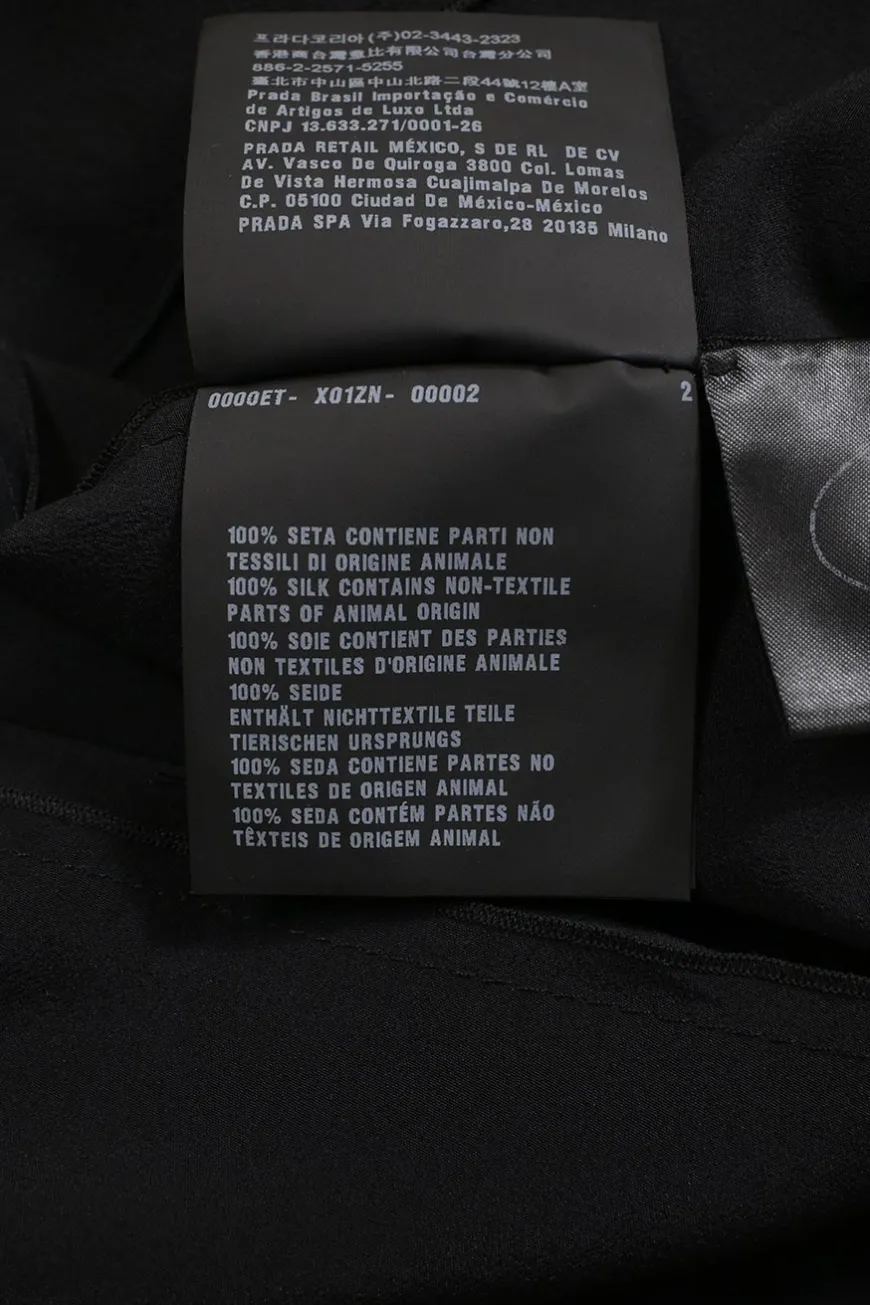 프라다코리아(주)02-3443-2323
香港商台灣意比有限公司台灣分公司
886-2-2571-5255
臺北市中山區中山北路二段44號12樓A室
Prada Brasil Importação e Comércio
de Artigos de Luxo Ltda
CNPJ 13.633.271/0001-26
PRADA RETAIL MÉXICO, S DE RL DE CV
AV. Vasco De Quiroga 3800 Col. Lomas
De Vista Hermosa Cuajimalpa De Morelos
C.P. 05100 Ciudad De México-México
PRADA SPA Via Fogazzaro,28 20135 Milano
0000ET- X01ZN- 00002 2
100% SETA CONTIENE PARTI NON
TESSILI DI ORIGINE ANIMALE
100% SILK CONTAINS NON-TEXTILE
PARTS OF ANIMAL ORIGIN
100% SOIE CONTIENT DES PARTIES
NON TEXTILES D'ORIGINE ANIMALE
100% SEIDE
ENTHÄLT NICHTTEXTILE TEILE
TIERISCHEN URSPRUNGS
100% SEDA CONTIENE PARTES NO
TEXTILES DE ORIGEN ANIMAL
100% SEDA CONTÉM PARTES NÃO
TÊXTEIS DE ORIGEM ANIMAL